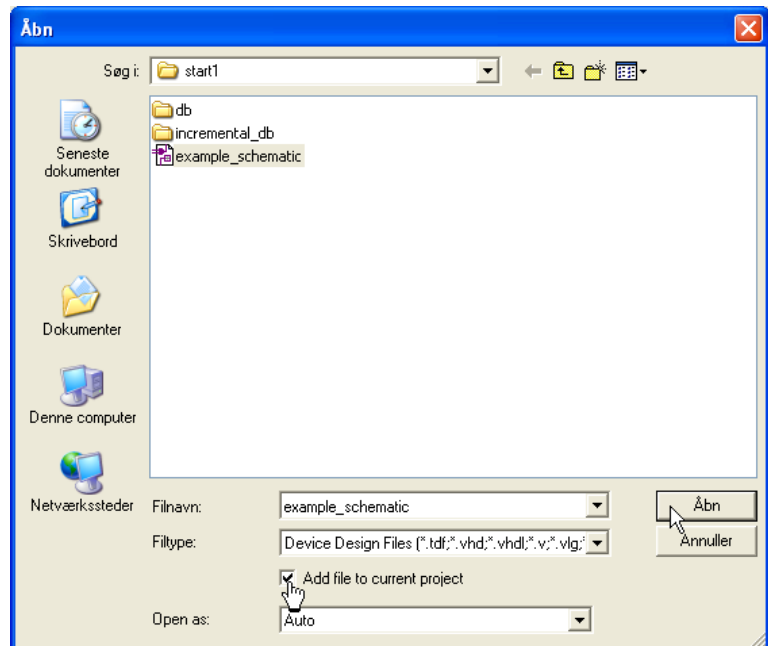 Åbn
Søg i:
start1
Seneste
dokumenter
Skrivebord
Dokumenter
Denne computer
Netværkssteder
db
incremental_db
example_schematic
Filnavn:
example_schematic
Åbn
Filtype:
Device Design Files (*.tdf;*.vhd;*.vhdl;*.v;*.vlg;*
Annuller
Add file to current project
Open as:
Auto